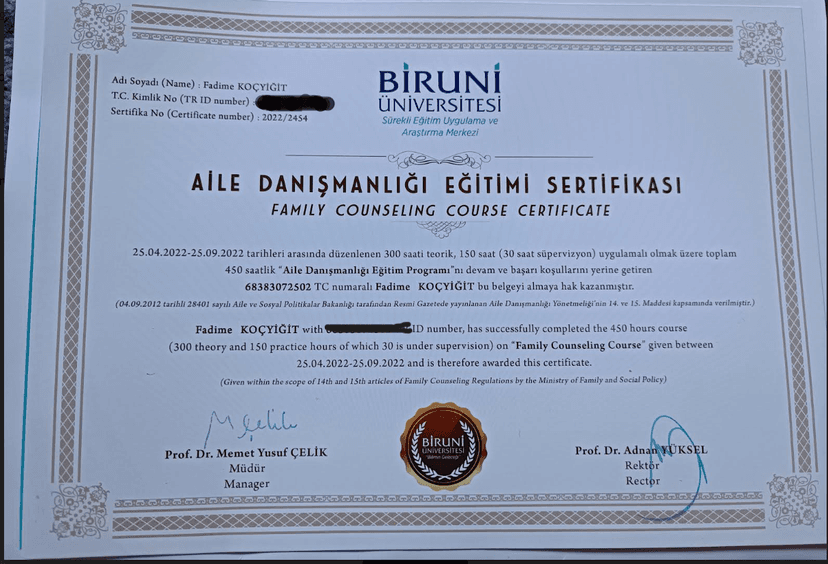 Adı Soyadı (Name) : Fadime KOÇYİĞİT
T.C. Kimlik No (TR ID number) :
Sertifika No (Certificate number) : 2022/2454
BİRUNİ
ÜNİVERSİTESİ
Sürekli Eğitim Uygulama ve
Araştırma Merkezi
AİLE DANIŞMANLIĞI EĞİTİMİ SERTİFİKASI
FAMILY COUNSELING COURSE CERTIFICATE
25.04.2022-25.09.2022 tarihleri arasında düzenlenen 300 saati teorik, 150 saat (30 saat süpervizyon) uygulamalı olmak üzere toplam
450 saatlik "Aile Danışmanlığı Eğitim Programı"nı devam ve başarı koşullarını yerine getiren
68383072502 TC numaralı Fadime KOÇYİĞİT bu belgeyi almaya hak kazanmıştır.
(04.09.2012 tarihli 28401 sayılı Aile ve Sosyal Politikalar Bakanlığı tarafından Resmi Gazetede yayınlanan Aile Danışmanlığı Yönetmeliği'nin 14. ve 15. Maddesi kapsamında verilmiştir.)
Fadime KOÇYİĞİT with ID number, has successfully completed the 450 hours course
(300 theory and 150 practice hours of which 30 is under supervision) on "Family Counseling Course" given between
25.04.2022-25.09.2022 and is therefore awarded this certificate.
(Given within the scope of 14th and 15th articles of Family Counseling Regulations by the Ministry of Family and Social Policy)
Prof. Dr. Memet Yusuf ÇELİK
Müdür
Manager
BİRUNİ
ÜNİVERSİTESİ
Prof. Dr. Adnan YÜKSEL
Rektör
Rector